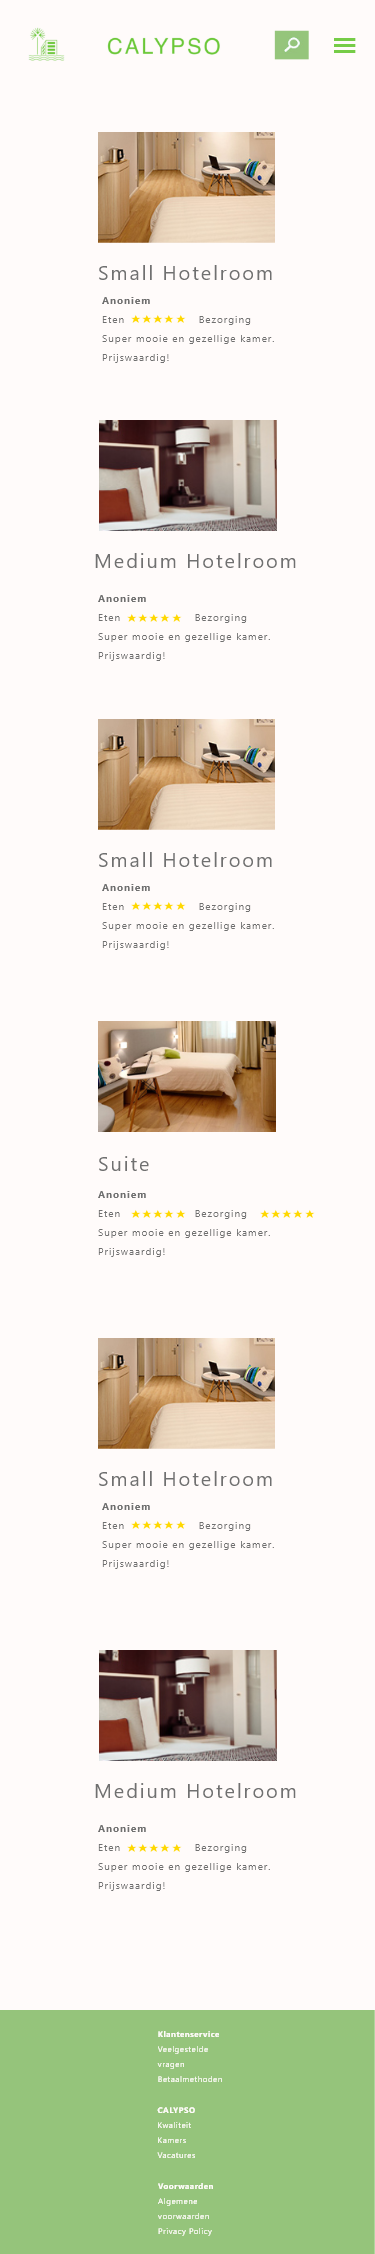 CALYPSO
Small Hotelroom
Anoniem
Eten ★★★★★ Bezorging
Super mooie en gezellige kamer.
Prijswaardig!
Medium Hotelroom
Anoniem
Eten ★★★★★ Bezorging
Super mooie en gezellige kamer.
Prijswaardig!
Small Hotelroom
Anoniem
Eten ★★★★★ Bezorging
Super mooie en gezellige kamer.
Prijswaardig!
Suite
Anoniem
Eten ★★★★★ Bezorging ★★★★★
Super mooie en gezellige kamer.
Prijswaardig!
Small Hotelroom
Anoniem
Eten ★★★★★ Bezorging
Super mooie en gezellige kamer.
Prijswaardig!
Medium Hotelroom
Anoniem
Eten ★★★★★ Bezorging
Super mooie en gezellige kamer.
Prijswaardig!
Klantenservice
Veelgestelde
vragen
Betaalmethoden
CALYPSO
Kwaliteit
Kamers
Vacatures
Voorwaarden
Algemene
voorwaarden
Privacy Policy